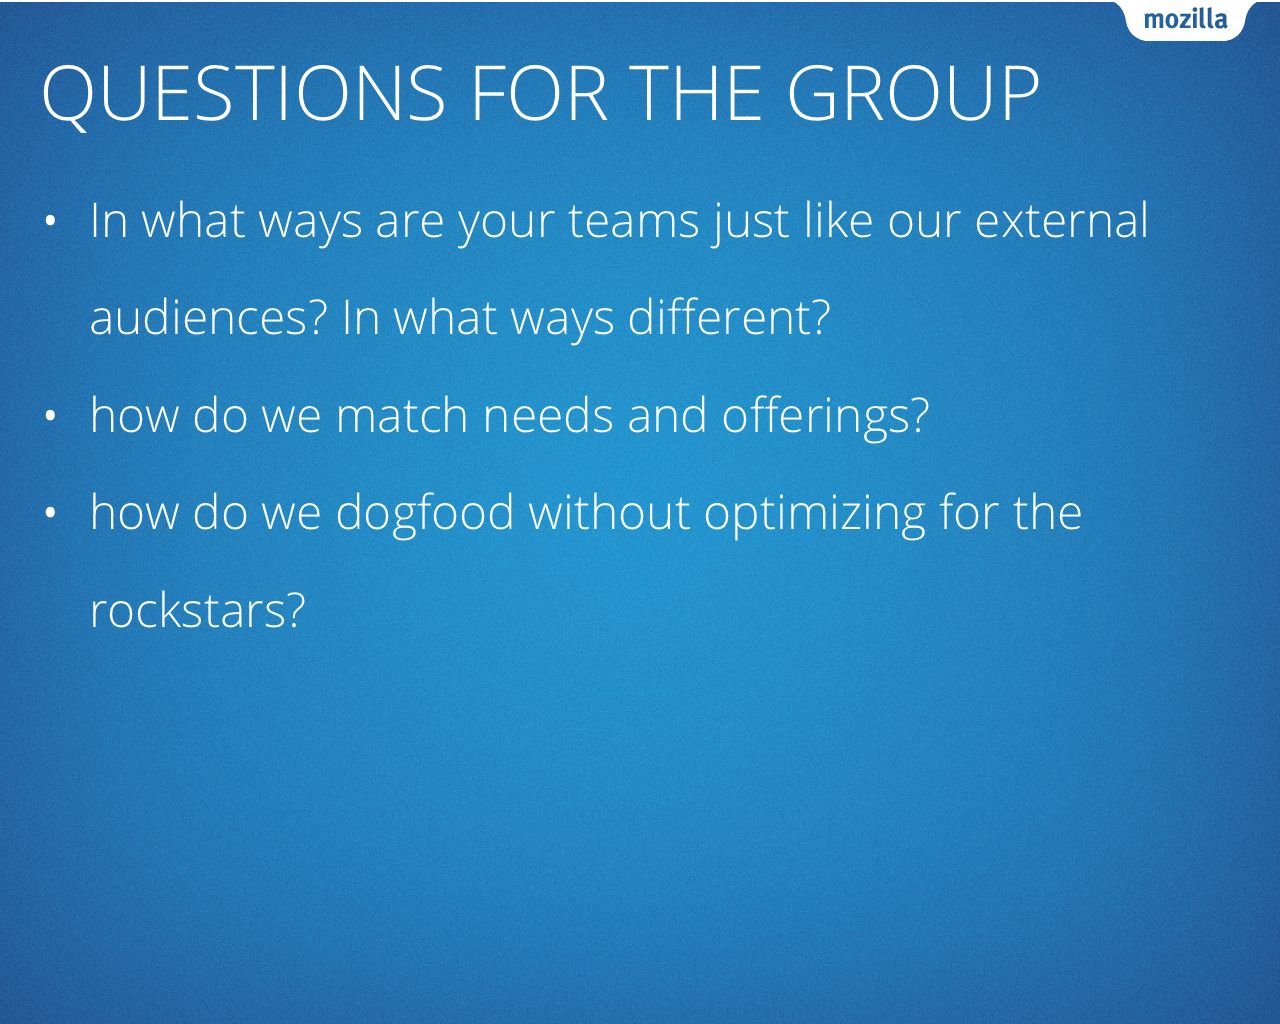 mozilla
QUESTIONS FOR THE GROUP
• In what ways are your teams just like our external
audiences? In what ways different?
• how do we match needs and offerings?
• how do we dogfood without optimizing for the
rockstars?